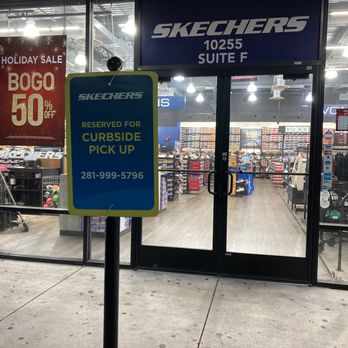 SKECHERS
10255
SUITE F
HOLIDAY SALE
BOGO
50% OFF
SKECHERS
RESERVED FOR
CURBSIDE
PICK UP
281-999-5796